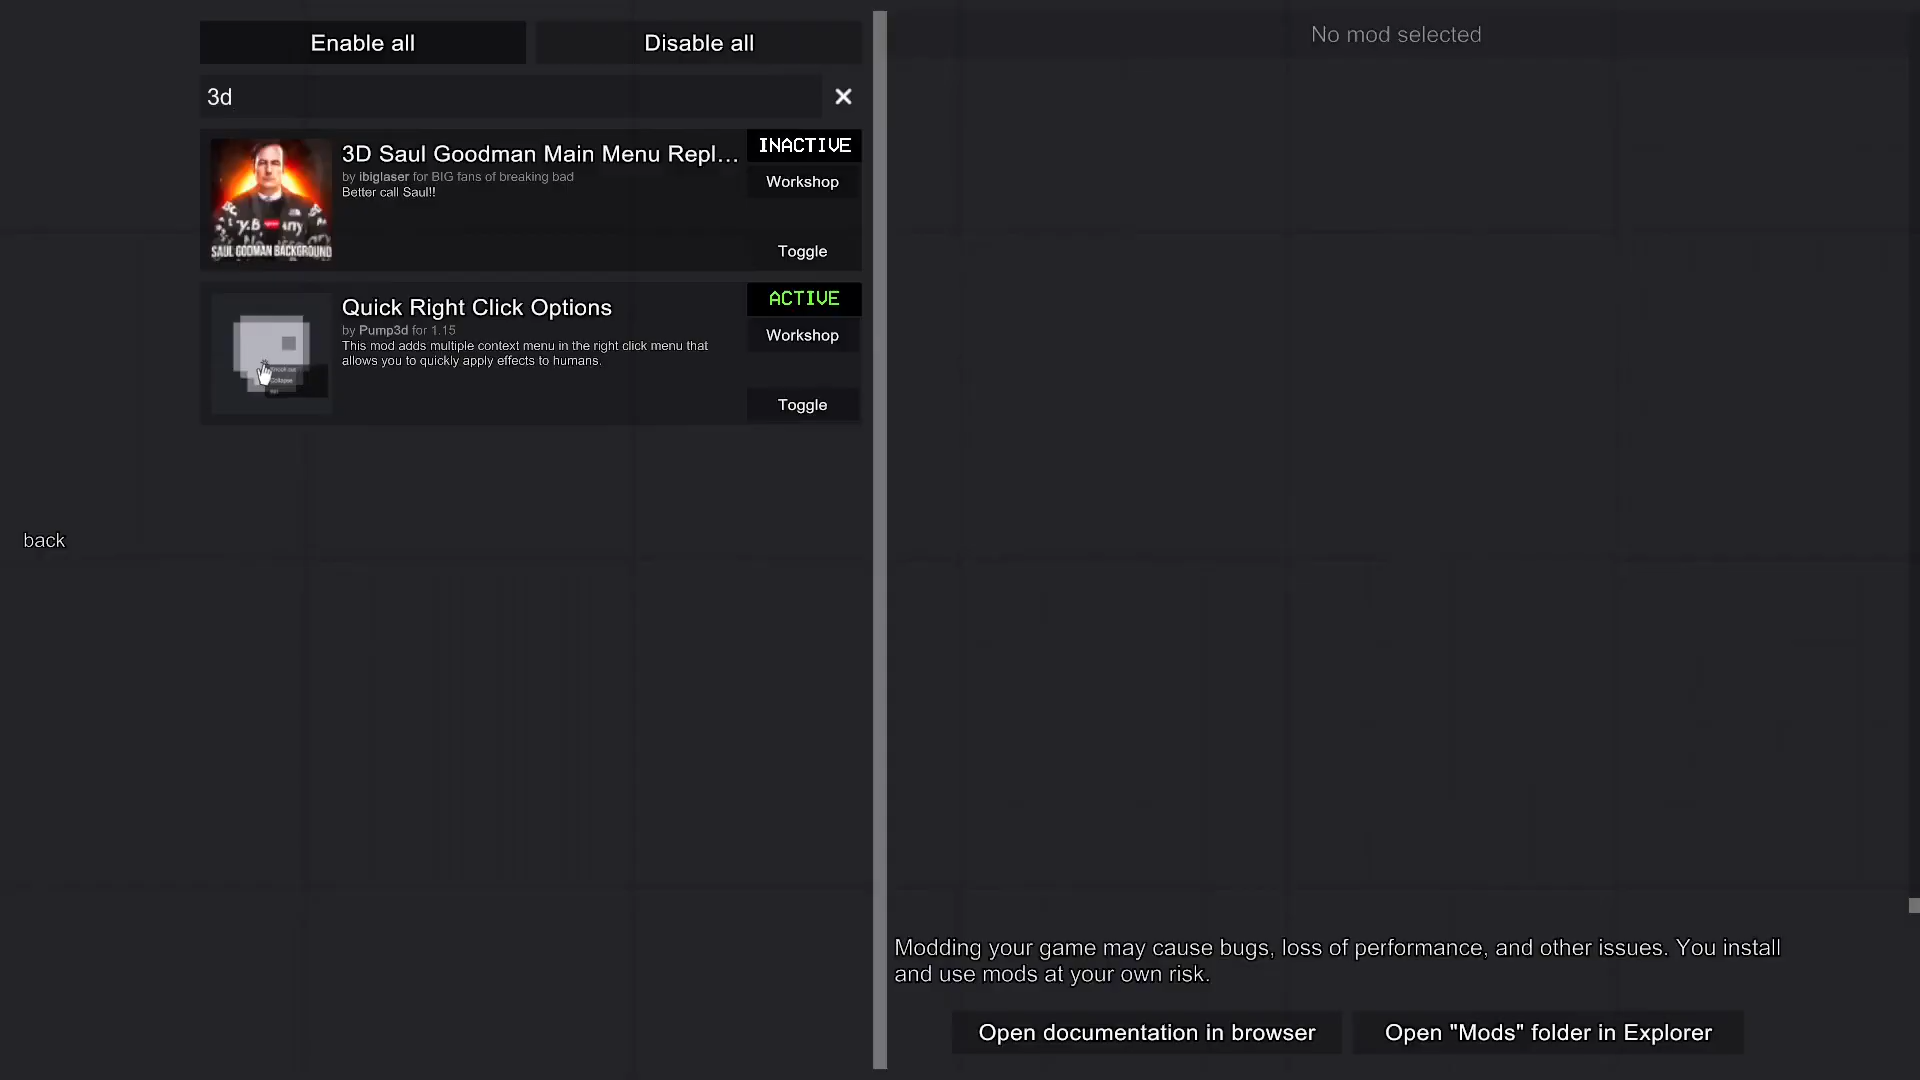 Enable all
Disable all
No mod selected
3d
3D Saul Goodman Main Menu Repl...
by ibiglaser for BIG fans of breaking bad
Better call Saul!!
INACTIVE
Workshop
Toggle
SAUL GODMAN BACKGROUND
Quick Right Click Options
by Pump3d for 1.15
This mod adds multiple context menu in the right click menu that
allows you to quickly apply effects to humans.
ACTIVE
Workshop
Toggle
Collapse
back
Modding your game may cause bugs, loss of performance, and other issues. You install
and use mods at your own risk.
Open documentation in browser
Open "Mods" folder in Explorer